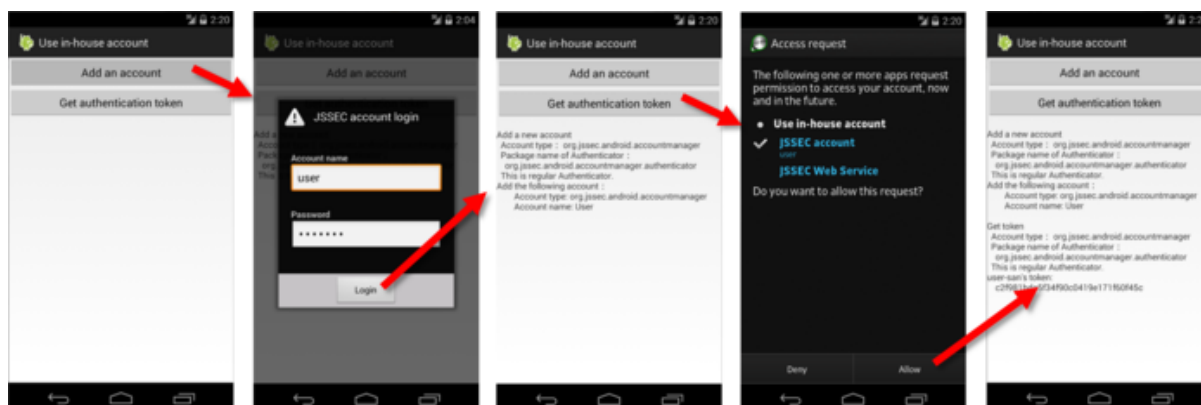 2:20
Use in-house account
Add an account
Get authentication token
2:04
Use in-house account
Add an account
JSSEC account login
Account name
user
Password
•••••••
Login
2:20
Use in-house account
Add an account
Get authentication token
Add a new account
Account type : org.jssec.android.accountmanager
Package name of Authenticator :
org.jssec.android.accountmanager.authenticator
This is regular Authenticator.
Add the following account :
Account type: org.jssec.android.accountmanager
Account name: User
2:20
Access request
The following one or more apps request
permission to access your account, now
and in the future.
• Use in-house account
JSSEC account
user
JSSEC Web Service
Do you want to allow this request?
Deny
Allow
Use in-house account
Add an account
Get authentication token
Add a new account
Account type : org.jssec.android.accountmanager
Package name of Authenticator :
org.jssec.android.accountmanager.authenticator
This is regular Authenticator.
Add the following account :
Account type: org.jssec.android.accountmanager
Account name: User
Get token
Account type : org.jssec.android.accountmanager
Package name of Authenticator :
org.jssec.android.accountmanager.authenticator
This is regular Authenticator.
user-san's token: